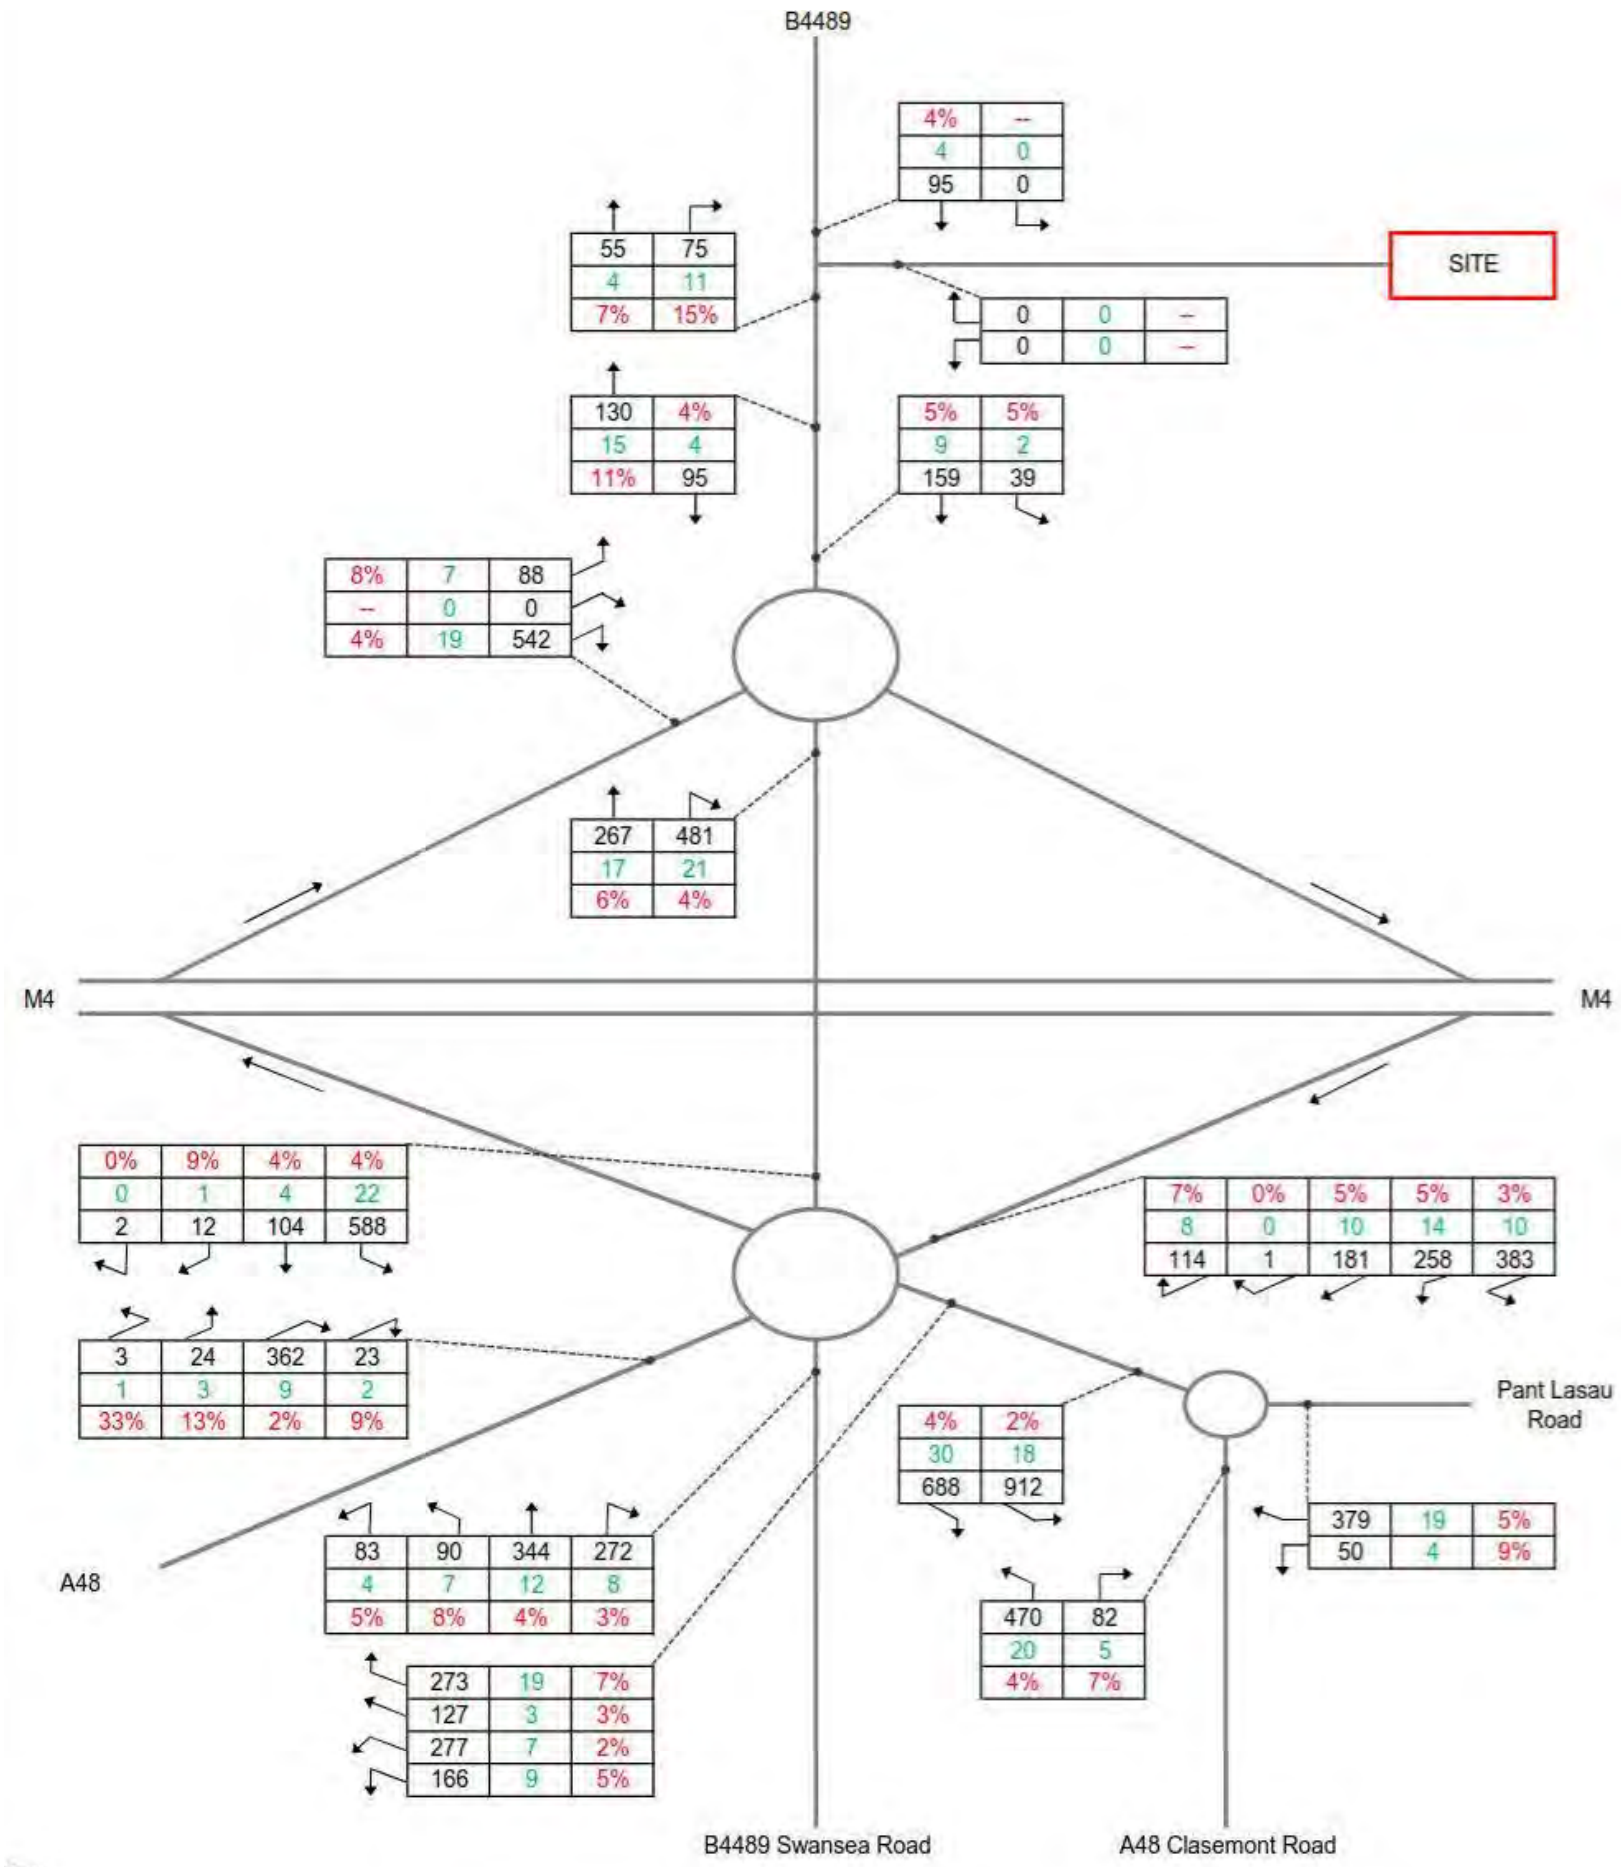 B4489
4% --
4 0
95 0
55 75
4 11
7% 15%
SITE
0 0 --
0 0 --
130 4%
15 4
11% 95
5% 5%
9 2
159 39
8% 7 88
-- 0 0
4% 19 542
267 481
17 21
6% 4%
M4
M4
0% 9% 4% 4%
0 1 4 22
2 12 104 588
7% 0% 5% 5% 3%
8 0 10 14 10
114 1 181 258 383
3 24 362 23
1 3 9 2
33% 13% 2% 9%
Pant Lasau
Road
4% 2%
30 18
688 912
379 19 5%
50 4 9%
A48
83 90 344 272
4 7 12 8
5% 8% 4% 3%
470 82
20 5
4% 7%
273 19 7%
127 3 3%
277 7 2%
166 9 5%
B4489 Swansea Road
A48 Clasemont Road